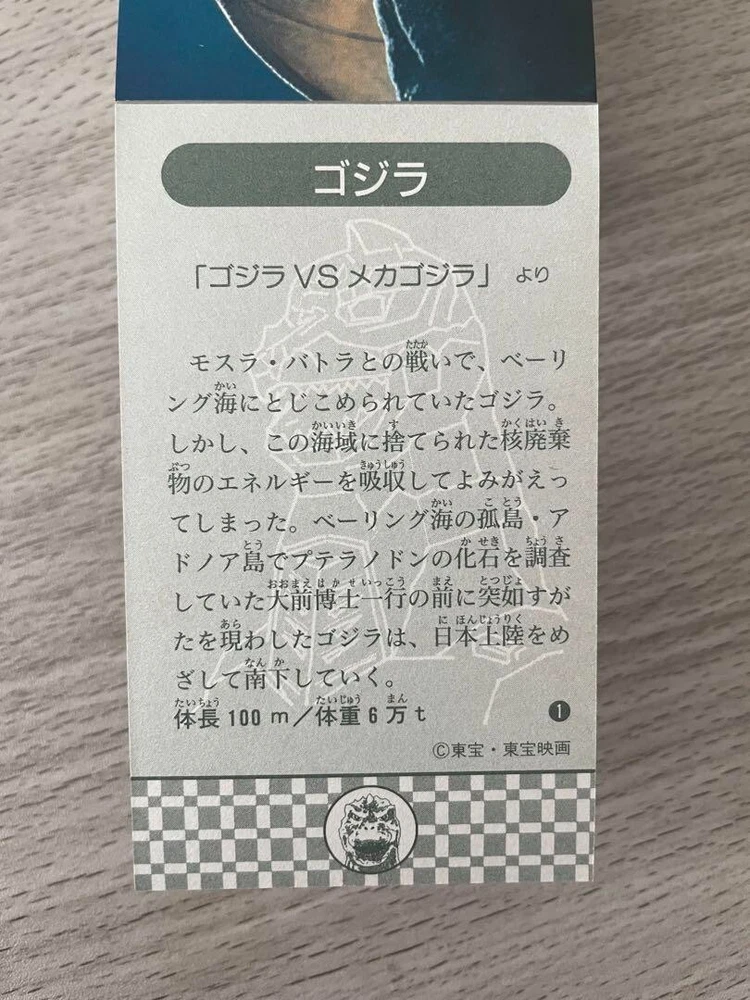 ゴジラ
「ゴジラVSメカゴジラ」 より
モスラ・バトラとの戦いで、ベーリ
ング海にとじこめられていたゴジラ。
しかし、この海域に捨てられた核廃棄
物のエネルギーを吸収してよみがえっ
てしまった。ベーリング海の孤島・ア
ドノア島でプテラノドンの化石を調査
していた大前博士一行の前に突如すが
たを現わしたゴジラは、日本上陸をめ
ざして南下していく。
体長100m/体重6万t
❶
©東宝・東宝映画